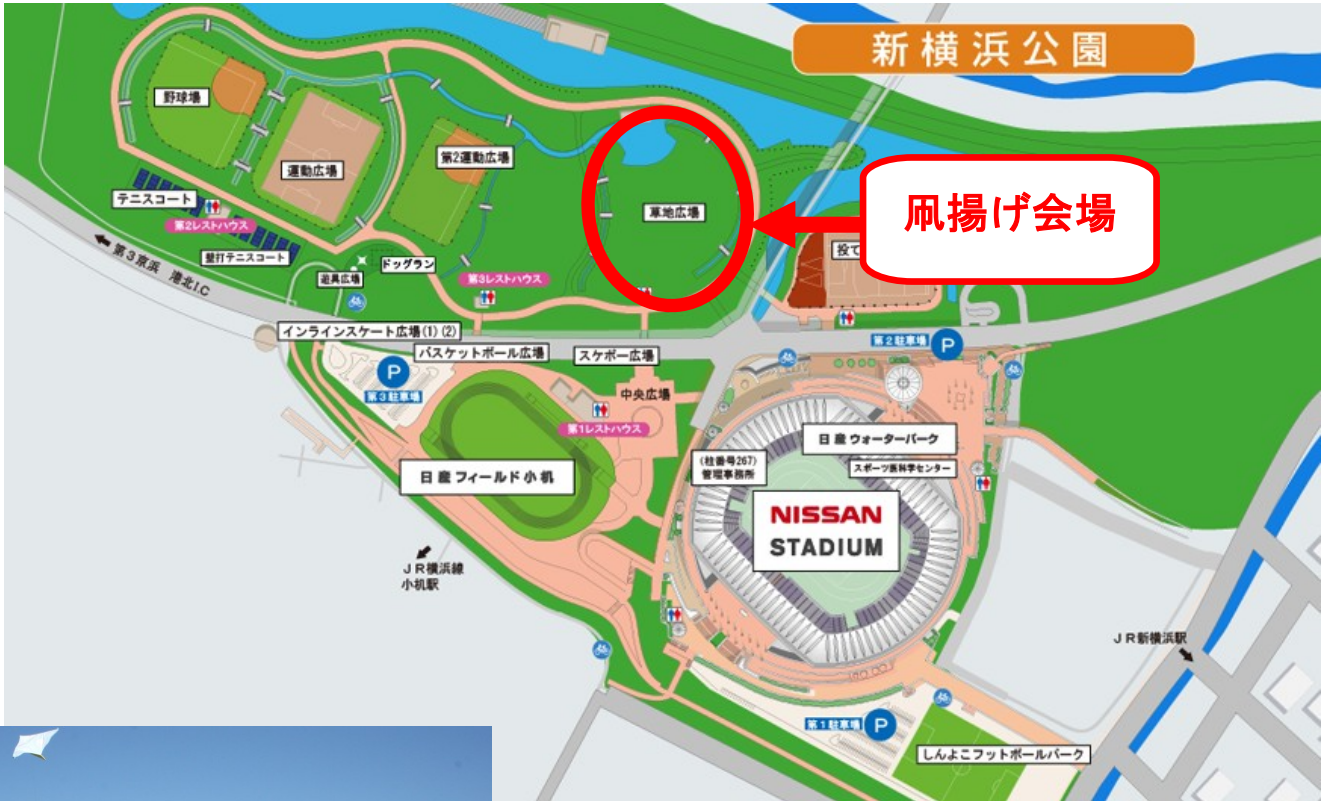 新横浜公園
野球場
運動広場
第2運動広場
草地広場
凧揚げ会場
テニスコート
第2レストハウス
壁打テニスコート
遊具広場
ドッグラン
第3レストハウス
投て
第3京浜 港北I.C
インラインスケート広場(1)(2)
バスケットボール広場
スケボー広場
第2駐車場
P
P
第3駐車場
中央広場
第1レストハウス
日産ウォーターパーク
スポーツ医科学センター
(柱番号267)
管理事務所
日産フィールド小机
NISSAN
STADIUM
JR横浜線
小机駅
JR新横浜駅
第1駐車場
P
しんよこフットボールパーク